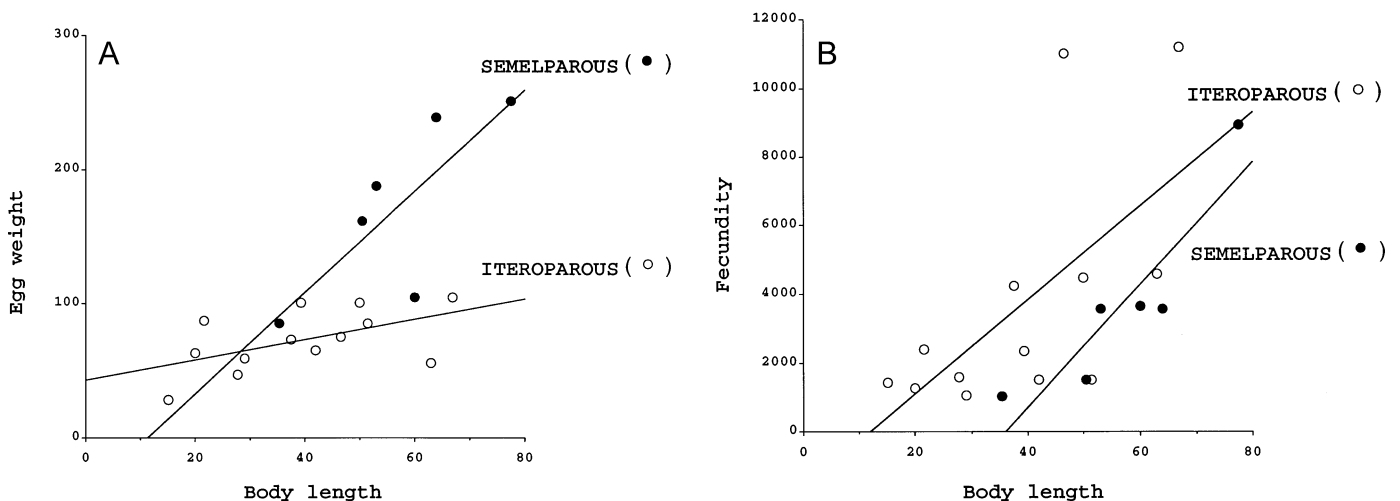 A
300
200
100
0
Egg weight
0 20 40 60 80
Body length
SEMELPAROUS ( ● )
ITEROPAROUS ( ○ )
B
12000
10000
8000
6000
4000
2000
0
Fecundity
0 20 40 60 80
Body length
ITEROPAROUS ( ○ )
SEMELPAROUS ( ● )